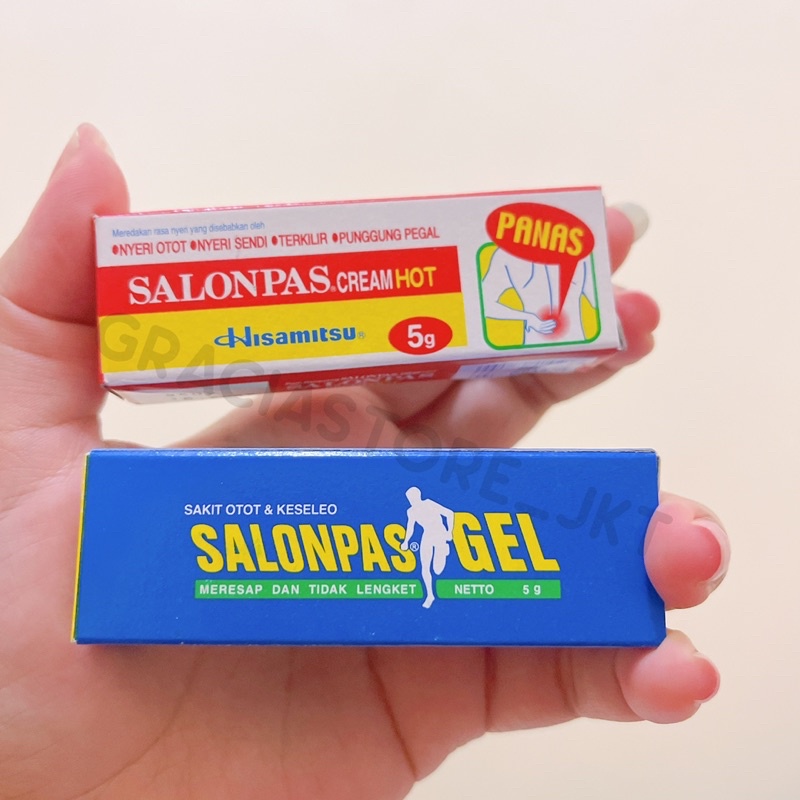 Meredakan rasa nyeri yang disebabkan oleh
•NYERI OTOT •NYERI SENDI •TERKILIR •PUNGGUNG PEGAL
SALONPAS® CREAM HOT
Hisamitsu®
5g
PANAS
SALONPAS
GRACIASTORE_JKT
SAKIT OTOT & KESELEO
SALONPAS® GEL
MERESAP DAN TIDAK LENGKET NETTO 5 g